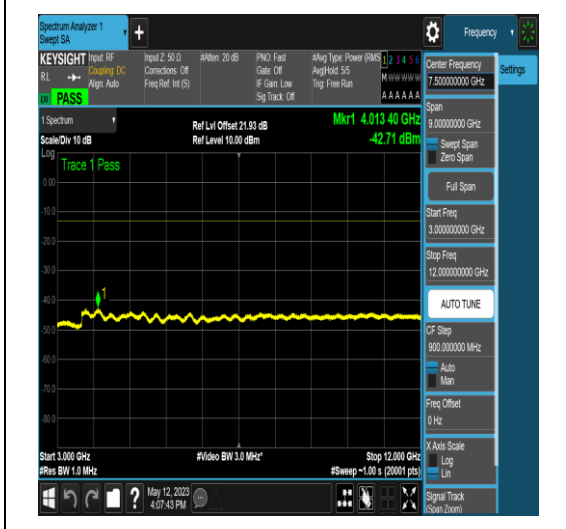 Spectrum Analyzer 1
Swept SA
+
Frequency
KEYSIGHT
Input: RF
Coupling: DC
Align: Auto
Input Z: 50 Ω
Corrections: Off
Freq Ref: Int (S)
#Atten: 20 dB
PNO: Fast
Gate: Off
IF Gain: Low
Sig Track: Off
#Avg Type: Power (RMS)
Avg|Hold: 5/5
Trig: Free Run
1 2 3 4 5 6
M W W W W W
A A A A A A
R L
PASS
1 Spectrum
Scale/Div 10 dB
Ref Lvl Offset 21.93 dB
Ref Level 10.00 dBm
Mkr1 4.013 40 GHz
-42.71 dBm
Log
Trace 1 Pass
0.00
-10.0
-20.0
-30.0
-40.0
-50.0
-60.0
-70.0
-80.0
1
Start 3.000 GHz
#Res BW 1.0 MHz
#Video BW 3.0 MHz*
Stop 12.000 GHz
#Sweep ~1.00 s (20001 pts)
May 12, 2023
4:07:43 PM
?
Center Frequency
7.500000000 GHz
Settings
Span
9.00000000 GHz
Swept Span
Zero Span
Full Span
Start Freq
3.000000000 GHz
Stop Freq
12.000000000 GHz
AUTO TUNE
CF Step
900.000000 MHz
Auto
Man
Freq Offset
0 Hz
X Axis Scale
Log
Lin
Signal Track
(Span Zoom)